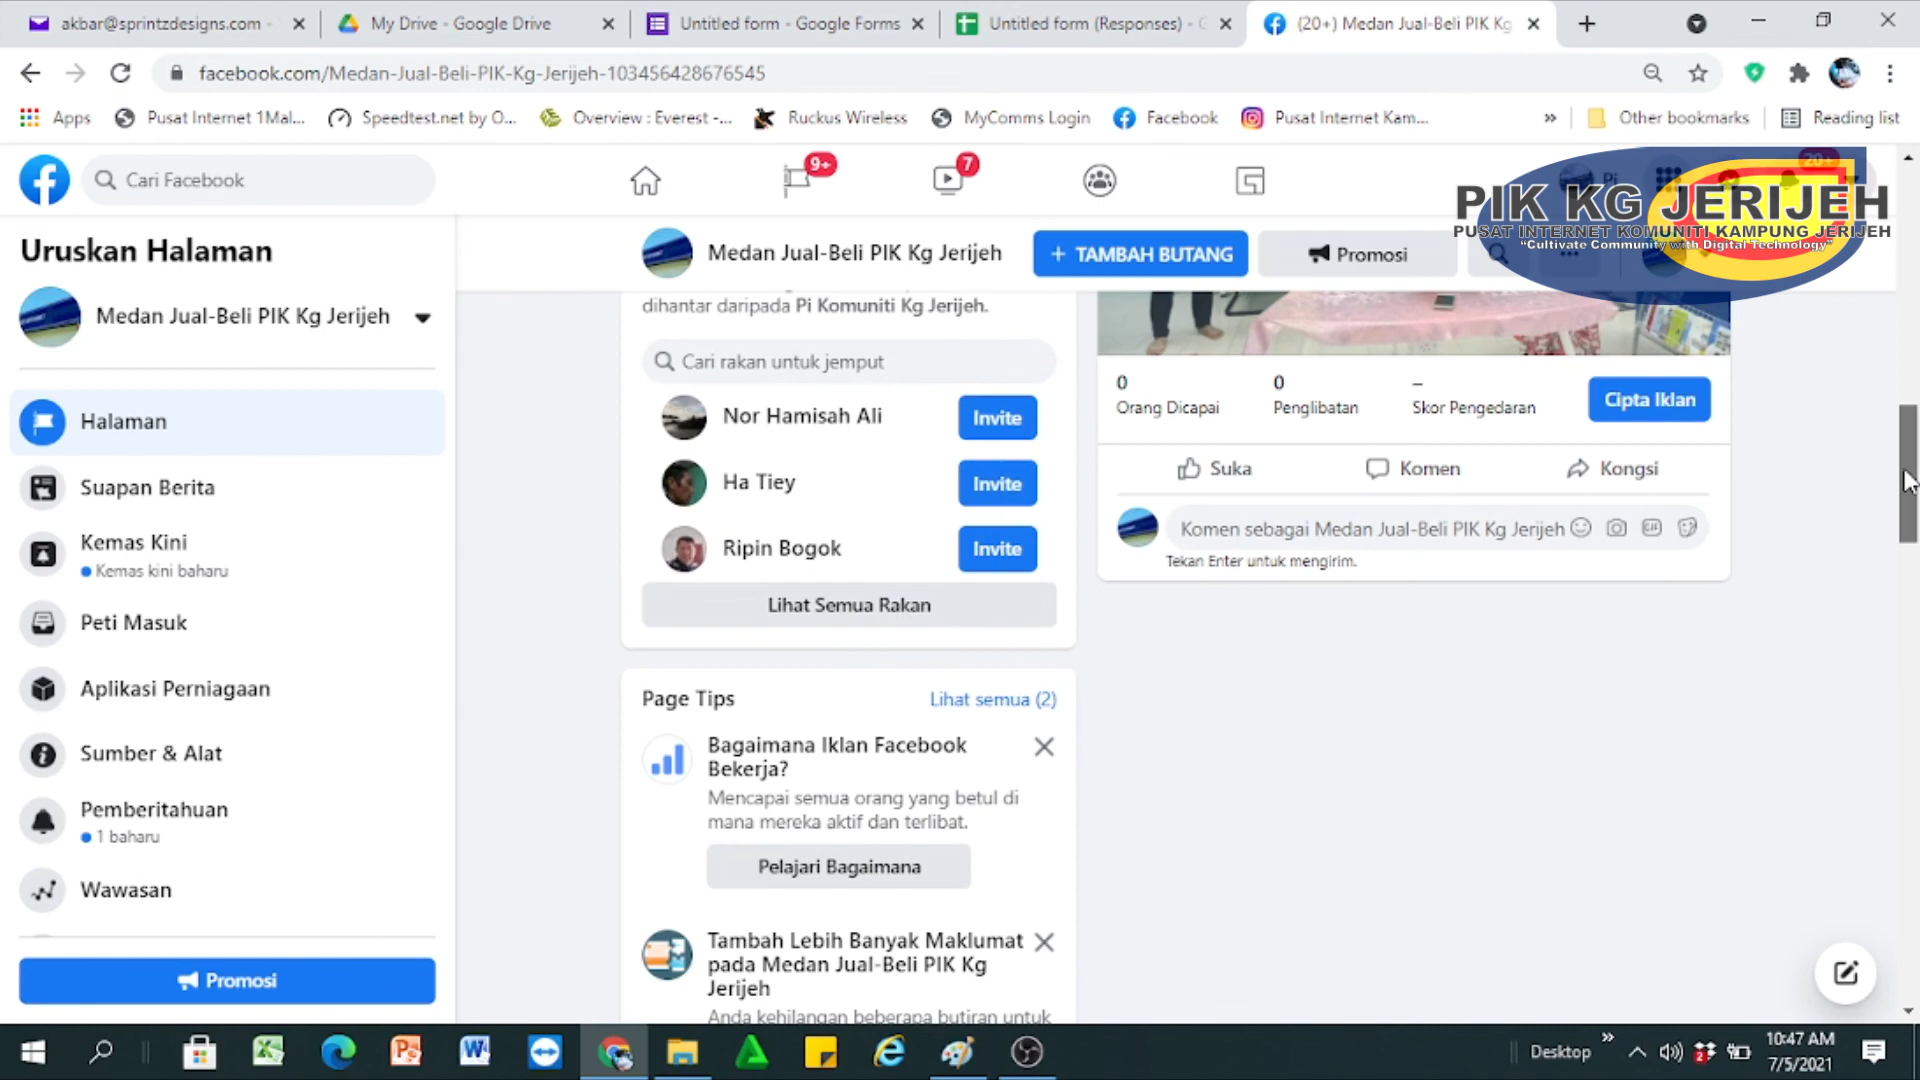 akbar@sprintzdesigns.com -
My Drive - Google Drive
Untitled form - Google Forms
Untitled form (Responses) -
(20+) Medan Jual-Beli PIK Kg
facebook.com/Medan-Jual-Beli-PIK-Kg-Jerijeh-103456428676545
Apps
Pusat Internet 1Mal...
Speedtest.net by O...
Overview : Everest -...
Ruckus Wireless
MyComms Login
Facebook
Pusat Internet Kam...
»
Other bookmarks
Reading list
Cari Facebook
9+
7
20+
Pi
PIK KG JERIJEH
PUSAT INTERNET KOMUNITI KAMPUNG JERIJEH
“Cultivate Community with Digital Technology”
Uruskan Halaman
Medan Jual-Beli PIK Kg Jerijeh
Halaman
Suapan Berita
Kemas Kini
Kemas kini baharu
Peti Masuk
Aplikasi Perniagaan
Sumber & Alat
Pemberitahuan
1 baharu
Wawasan
Promosi
Medan Jual-Beli PIK Kg Jerijeh
+ TAMBAH BUTANG
Promosi
dihantar daripada Pi Komuniti Kg Jerijeh.
Cari rakan untuk jemput
Nor Hamisah Ali
Invite
Ha Tiey
Invite
Ripin Bogok
Invite
Lihat Semua Rakan
Page Tips
Lihat semua (2)
Bagaimana Iklan Facebook
Bekerja?
Mencapai semua orang yang betul di
mana mereka aktif dan terlibat.
Pelajari Bagaimana
Tambah Lebih Banyak Maklumat
pada Medan Jual-Beli PIK Kg
Jerijeh
Anda kehilangan beberapa butiran untuk
0
Orang Dicapai
0
Penglibatan
–
Skor Pengedaran
Cipta Iklan
Suka
Komen
Kongsi
Komen sebagai Medan Jual-Beli PIK Kg Jerijeh
GIF
Tekan Enter untuk mengirim.
Desktop
»
10:47 AM
7/5/2021